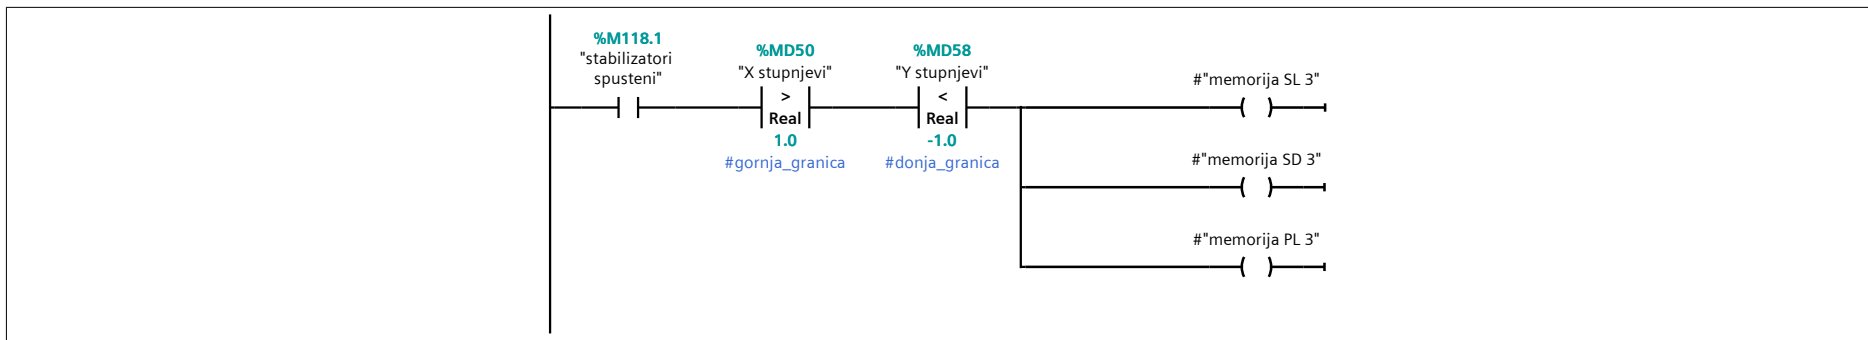 %M118.1
"stabilizatori
spusteni"
%MD50
"X stupnjevi"
>
Real
1.0
#gornja_granica
%MD58
"Y stupnjevi"
<
Real
-1.0
#donja_granica
#"memorija SL 3"
#"memorija SD 3"
#"memorija PL 3"